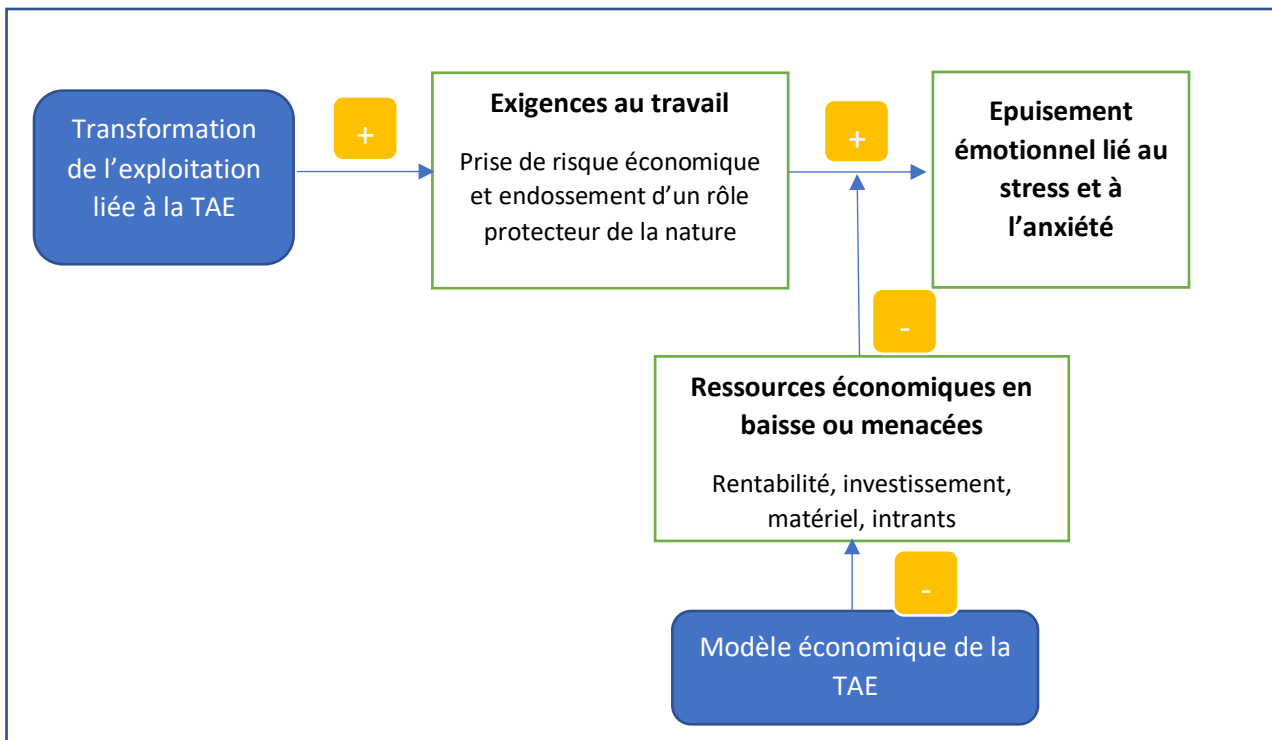 Transformation
de l’exploitation
liée à la TAE
+
Exigences au travail
Prise de risque économique
et endossement d’un rôle
protecteur de la nature
+
Epuisement
émotionnel lié au
stress et à
l’anxiété
-
Ressources économiques en
baisse ou menacées
Rentabilité, investissement,
matériel, intrants
-
Modèle économique de la
TAE